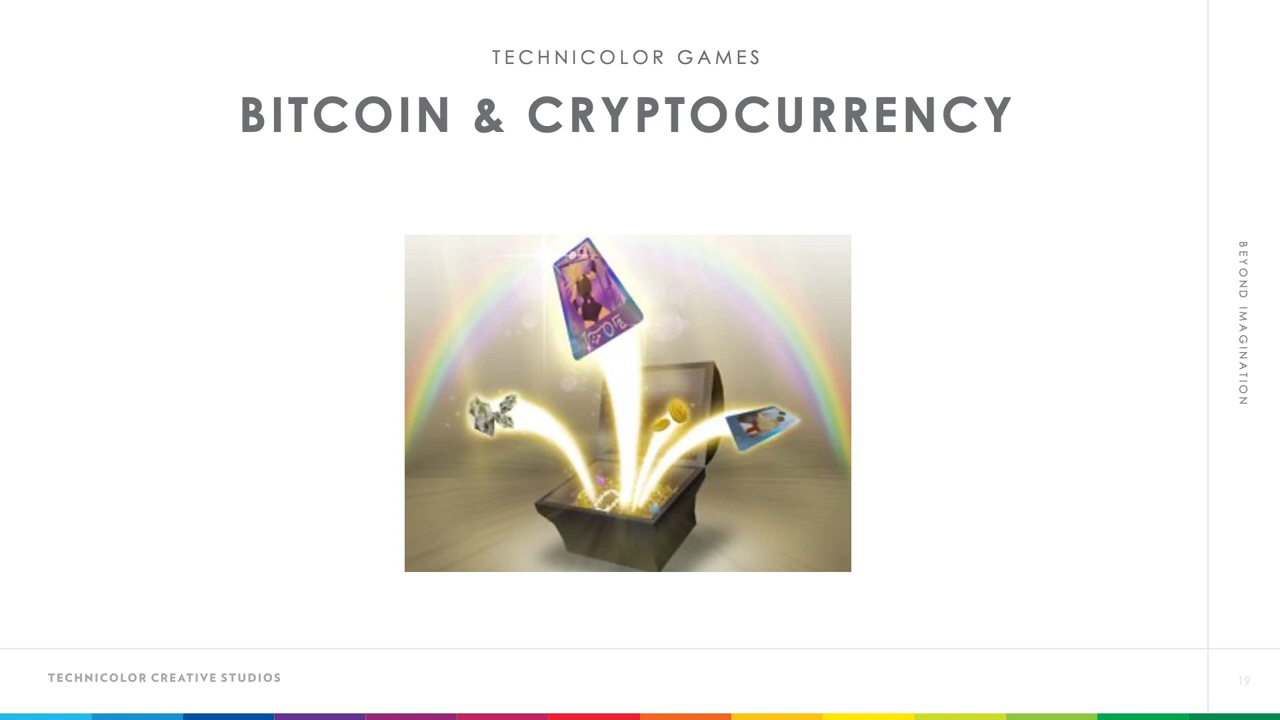 TECHNICOLOR GAMES
BITCOIN & CRYPTOCURRENCY
BEYOND IMAGINATION
TECHNICOLOR CREATIVE STUDIOS
19